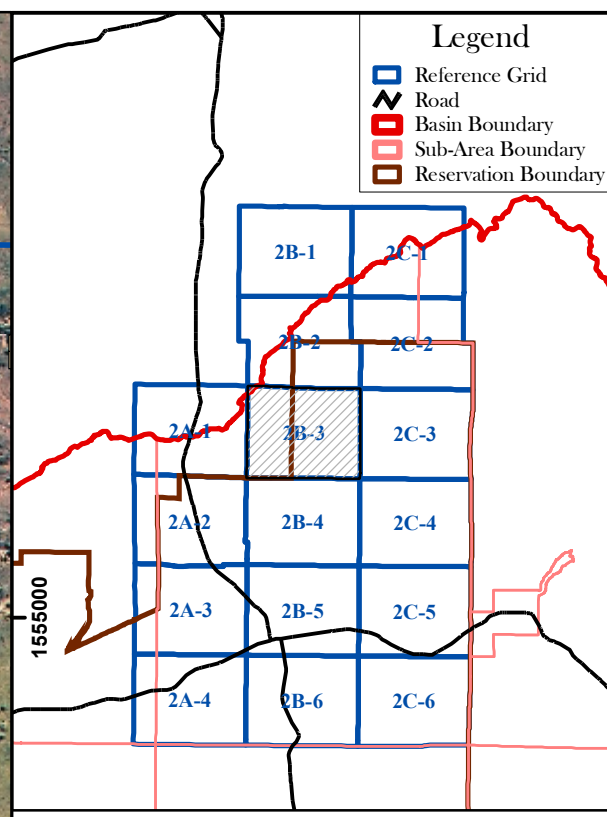 Legend
Reference Grid
Road
Basin Boundary
Sub-Area Boundary
Reservation Boundary
2B-1
2C-1
2B-2
2C-2
2A-1
2B-3
2C-3
2A-2
2B-4
2C-4
2A-3
2B-5
2C-5
1555000
2A-4
2B-6
2C-6